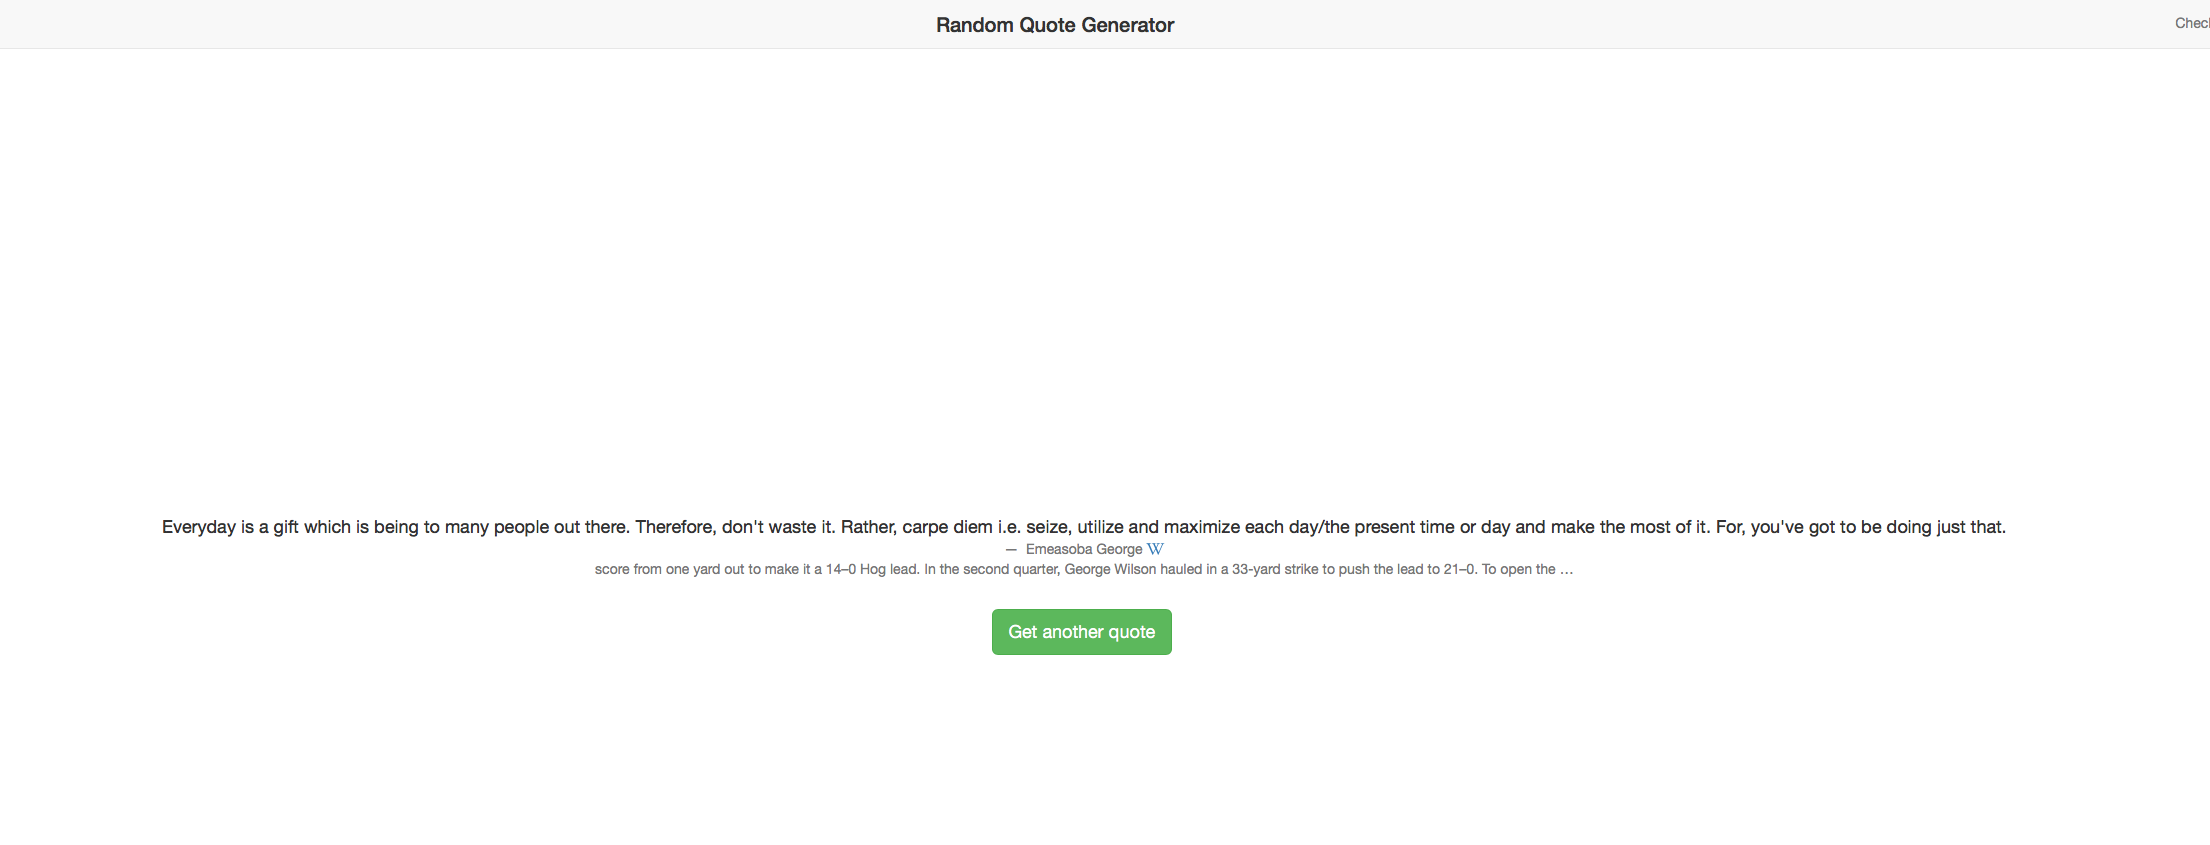 Random Quote Generator
Everyday is a gift which is being to many people out there. Therefore, don't waste it. Rather, carpe diem i.e. seize, utilize and maximize each day/the present time or day and make the most of it. For, you've got to be doing just that.
— Emeasoba George W
score from one yard out to make it a 14–0 Hog lead. In the second quarter, George Wilson hauled in a 33-yard strike to push the lead to 21–0. To open the ...
Get another quote